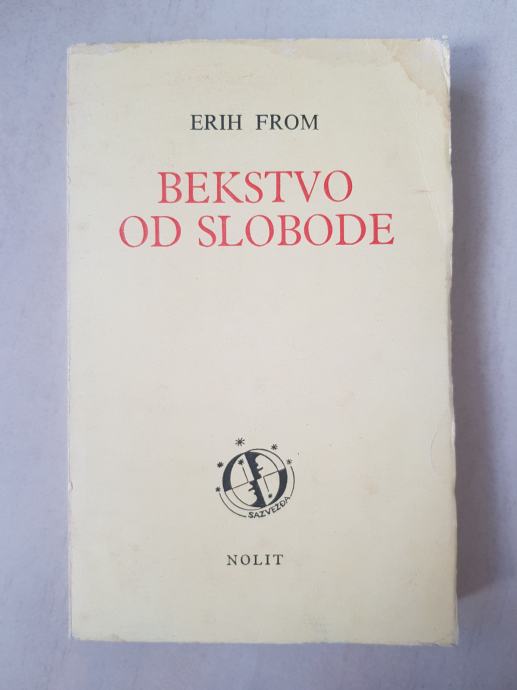 ERIH FROM
BEKSTVO
OD SLOBODE
SAZVEŽĐA
NOLIT